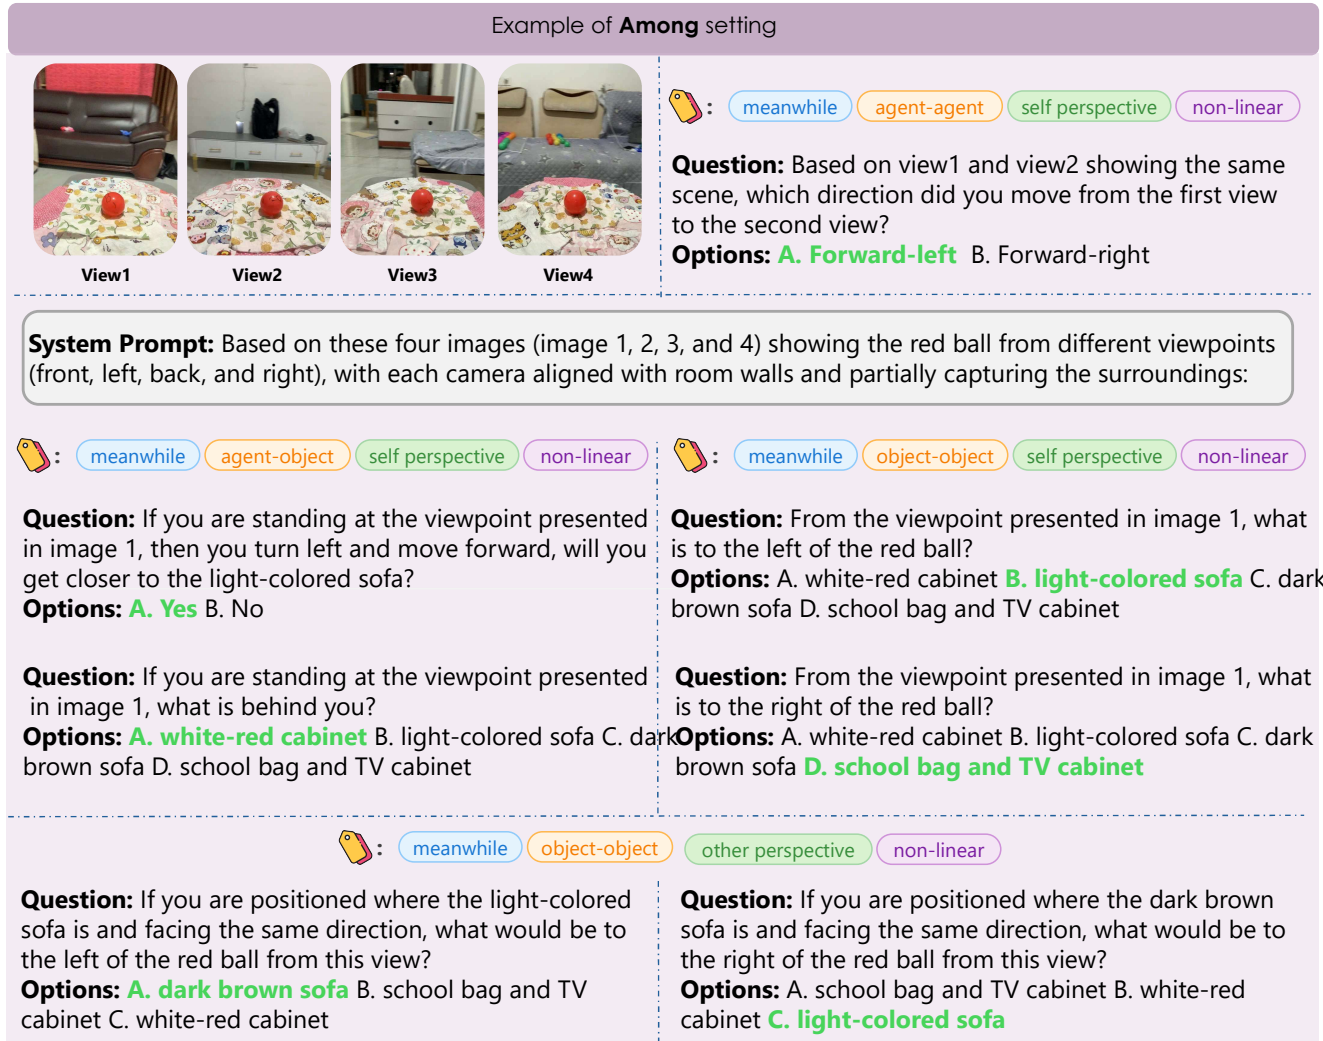 Example of Among setting
View1
View2
View3
View4
: meanwhile agent-agent self perspective non-linear
Question: Based on view1 and view2 showing the same
scene, which direction did you move from the first view
to the second view?
Options: A. Forward-left B. Forward-right
System Prompt: Based on these four images (image 1, 2, 3, and 4) showing the red ball from different viewpoints
(front, left, back, and right), with each camera aligned with room walls and partially capturing the surroundings:
: meanwhile agent-object self perspective non-linear
Question: If you are standing at the viewpoint presented
in image 1, then you turn left and move forward, will you
get closer to the light-colored sofa?
Options: A. Yes B. No
Question: If you are standing at the viewpoint presented
in image 1, what is behind you?
Options: A. white-red cabinet B. light-colored sofa C. dark
brown sofa D. school bag and TV cabinet
: meanwhile object-object self perspective non-linear
Question: From the viewpoint presented in image 1, what
is to the left of the red ball?
Options: A. white-red cabinet B. light-colored sofa C. dark
brown sofa D. school bag and TV cabinet
Question: From the viewpoint presented in image 1, what
is to the right of the red ball?
Options: A. white-red cabinet B. light-colored sofa C. dark
brown sofa D. school bag and TV cabinet
: meanwhile object-object other perspective non-linear
Question: If you are positioned where the light-colored
sofa is and facing the same direction, what would be to
the left of the red ball from this view?
Options: A. dark brown sofa B. school bag and TV
cabinet C. white-red cabinet
Question: If you are positioned where the dark brown
sofa is and facing the same direction, what would be to
the right of the red ball from this view?
Options: A. school bag and TV cabinet B. white-red
cabinet C. light-colored sofa